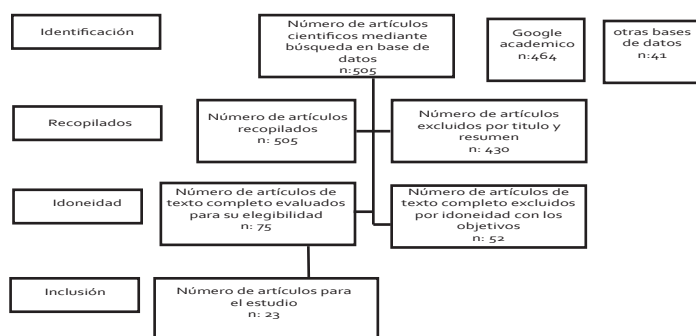 Identificación
Número de artículos
cientificos mediante
búsqueda en base de
datos
n:505
Google
academico
n:464
otras bases
de datos
n:41
Recopilados
Número de artículos
recopilados
n: 505
Número de artículos
excluidos por titulo y
resumen
n: 430
Idoneidad
Número de artículos de
texto completo evaluados
para su elegibilidad
n: 75
Número de artículos de
texto completo excluidos
por idoneidad con los
objetivos
n: 52
Inclusión
Número de artículos para
el estudio
n: 23